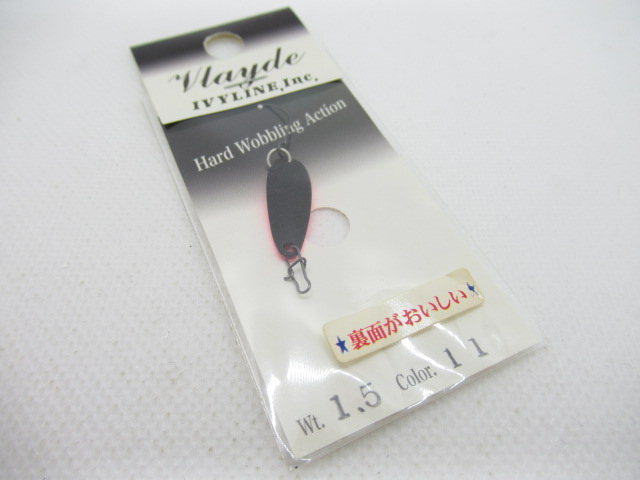 Vlayde
IVYLINE,Inc.
Hard Wobbling Action
★裏面がおいしい★
Wt. 1.5 Color. 11